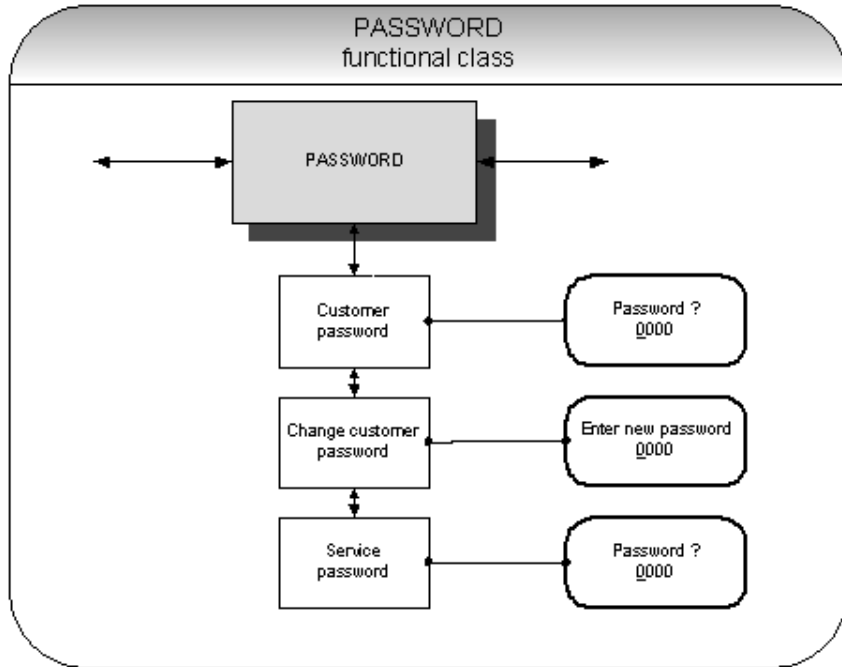 PASSWORD
functional class
PASSWORD
Customer
password
Password ?
0000
Change customer
password
Enter new password
0000
Service
password
Password ?
0000